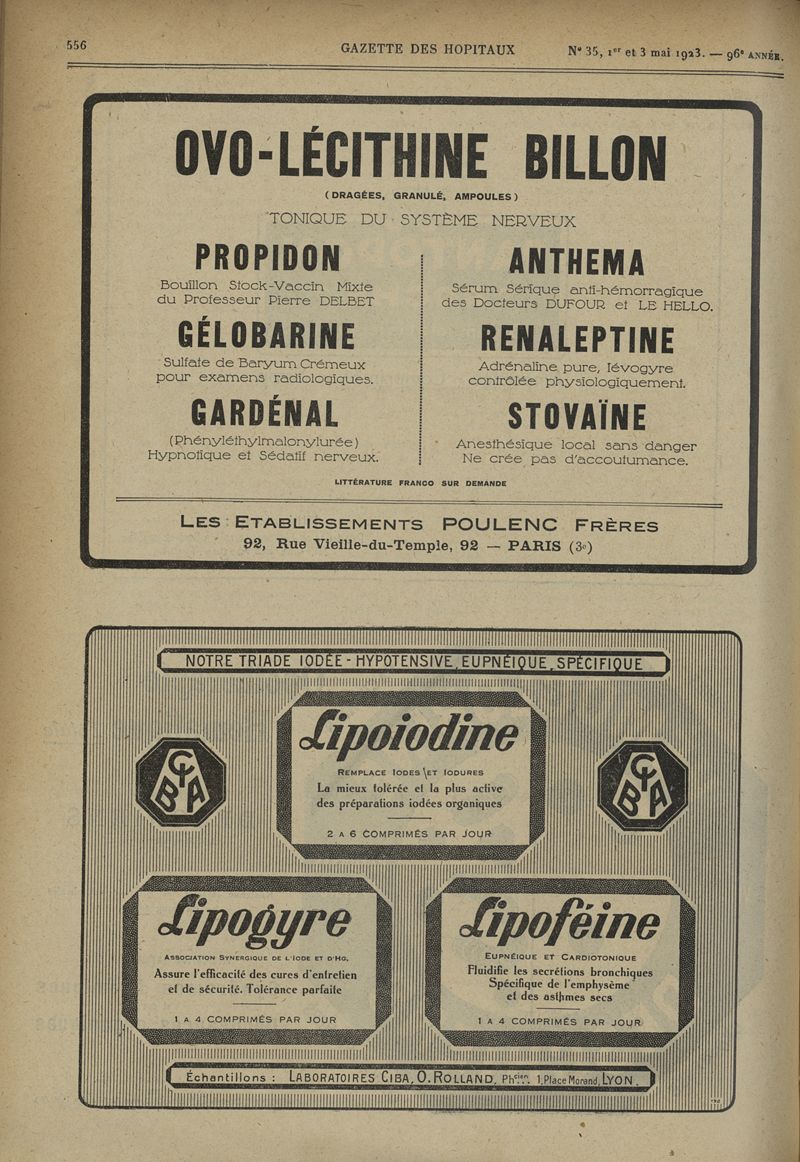 556
GAZETTE DES HOPITAUX
N° 35, 1er et 3 mai 1923. — 96e ANNÉE.
OVO-LÉCITHINE BILLON
(DRAGÉES, GRANULÉ, AMPOULES)
TONIQUE DU SYSTÈME NERVEUX
PROPIDON
Bouillon Stock-Vaccin Mixte
du Professeur Pierre DELBET
GÉLOBARINE
Sulfate de Baryum Crémeux
pour examens radiologiques.
GARDÉNAL
(Phényléthylmalonylurée)
Hypnotique et Sédatif nerveux.
ANTHEMA
Sérum Sérique anti-hémorragique
des Docteurs DUFOUR et LE HELLO.
RENALEPTINE
Adrénaline pure, lévogyre
contrôlée physiologiquement.
STOVAÏNE
Anesthésique local sans danger
Ne crée pas d'accoutumance.
LITTÉRATURE FRANCO SUR DEMANDE
LES ETABLISSEMENTS POULENC FRÈRES
92, Rue Vieille-du-Temple, 92 — PARIS (3e)
NOTRE TRIADE IODÉE - HYPOTENSIVE, EUPNÉIQUE, SPÉCIFIQUE
Lipoiodine
REMPLACE IODES ET IODURES
La mieux tolérée et la plus active
des préparations iodées organiques
2 A 6 COMPRIMÉS PAR JOUR
CIBA
CIBA
Lipogyre
ASSOCIATION SYNERGIQUE DE L'IODE ET D'HG.
Assure l'efficacité des cures d'entretien
et de sécurité. Tolérance parfaite
1 A 4 COMPRIMÉS PAR JOUR
Lipoféine
EUPNÉIQUE ET CARDIOTONIQUE
Fluidifie les secrétions bronchiques
Spécifique de l'emphysème
et des asthmes secs
1 A 4 COMPRIMÉS PAR JOUR
Échantillons : LABORATOIRES CIBA, O. ROLLAND, Phcien, 1, Place Morand, LYON.